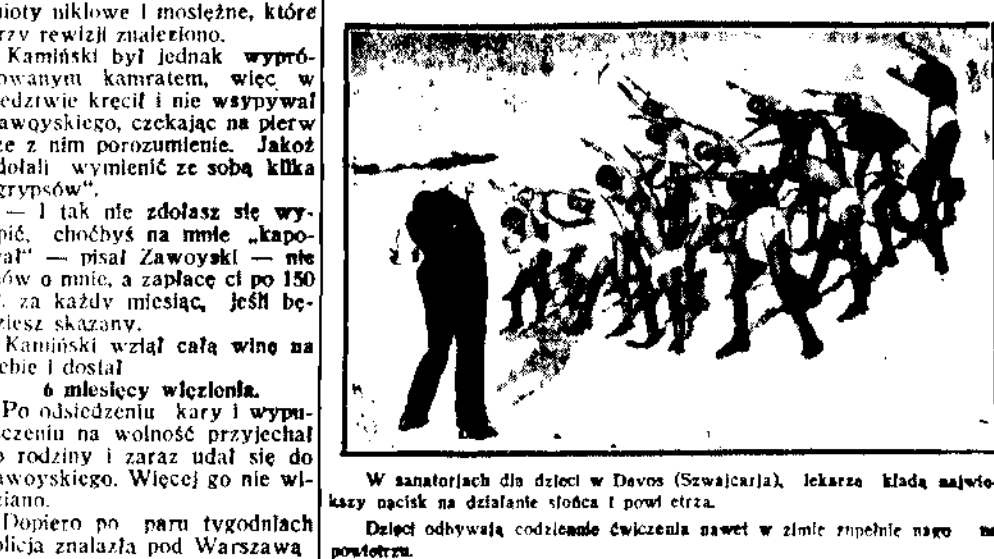 nioty niklowe i mosiężne, które
rzy rewizji znaleziono.
Kamiński był jednak wypró-
owanym kamratem, więc w
edztwie kręcił i nie wsypywał
awoyskiego, czekając na pierw
ze z nim porozumienie. Jakoż
dołali wymienić ze sobą kilka
grypsów“.
— I tak nie zdołasz się wy-
pić, choćbyś na mnie „kapo-
ał“ — pisał Zawoyski — nie
ów o mnie, a zapłacę ci po 150
ł. za każdy miesiąc, jeśli bę-
ziesz skazany.
Kamiński wziął całą winę na
ebie i dostał
6 miesięcy więzienia.
Po odsiedzeniu kary i wypu-
zczeniu na wolność przyjechał
o rodziny i zaraz udał się do
awoyskiego. Więcej go nie wi-
ziano.
Dopiero po paru tygodniach
olicja znalazła pod Warszawą
W sanatorjach dla dzieci w Davos (Szwajcarja), lekarze kładą najwię-
kszy nacisk na działanie słońca i powi etrza.
Dzieci odbywają codziennie ćwiczenia nawet w zimie zupełnie nago na
powietrzu.